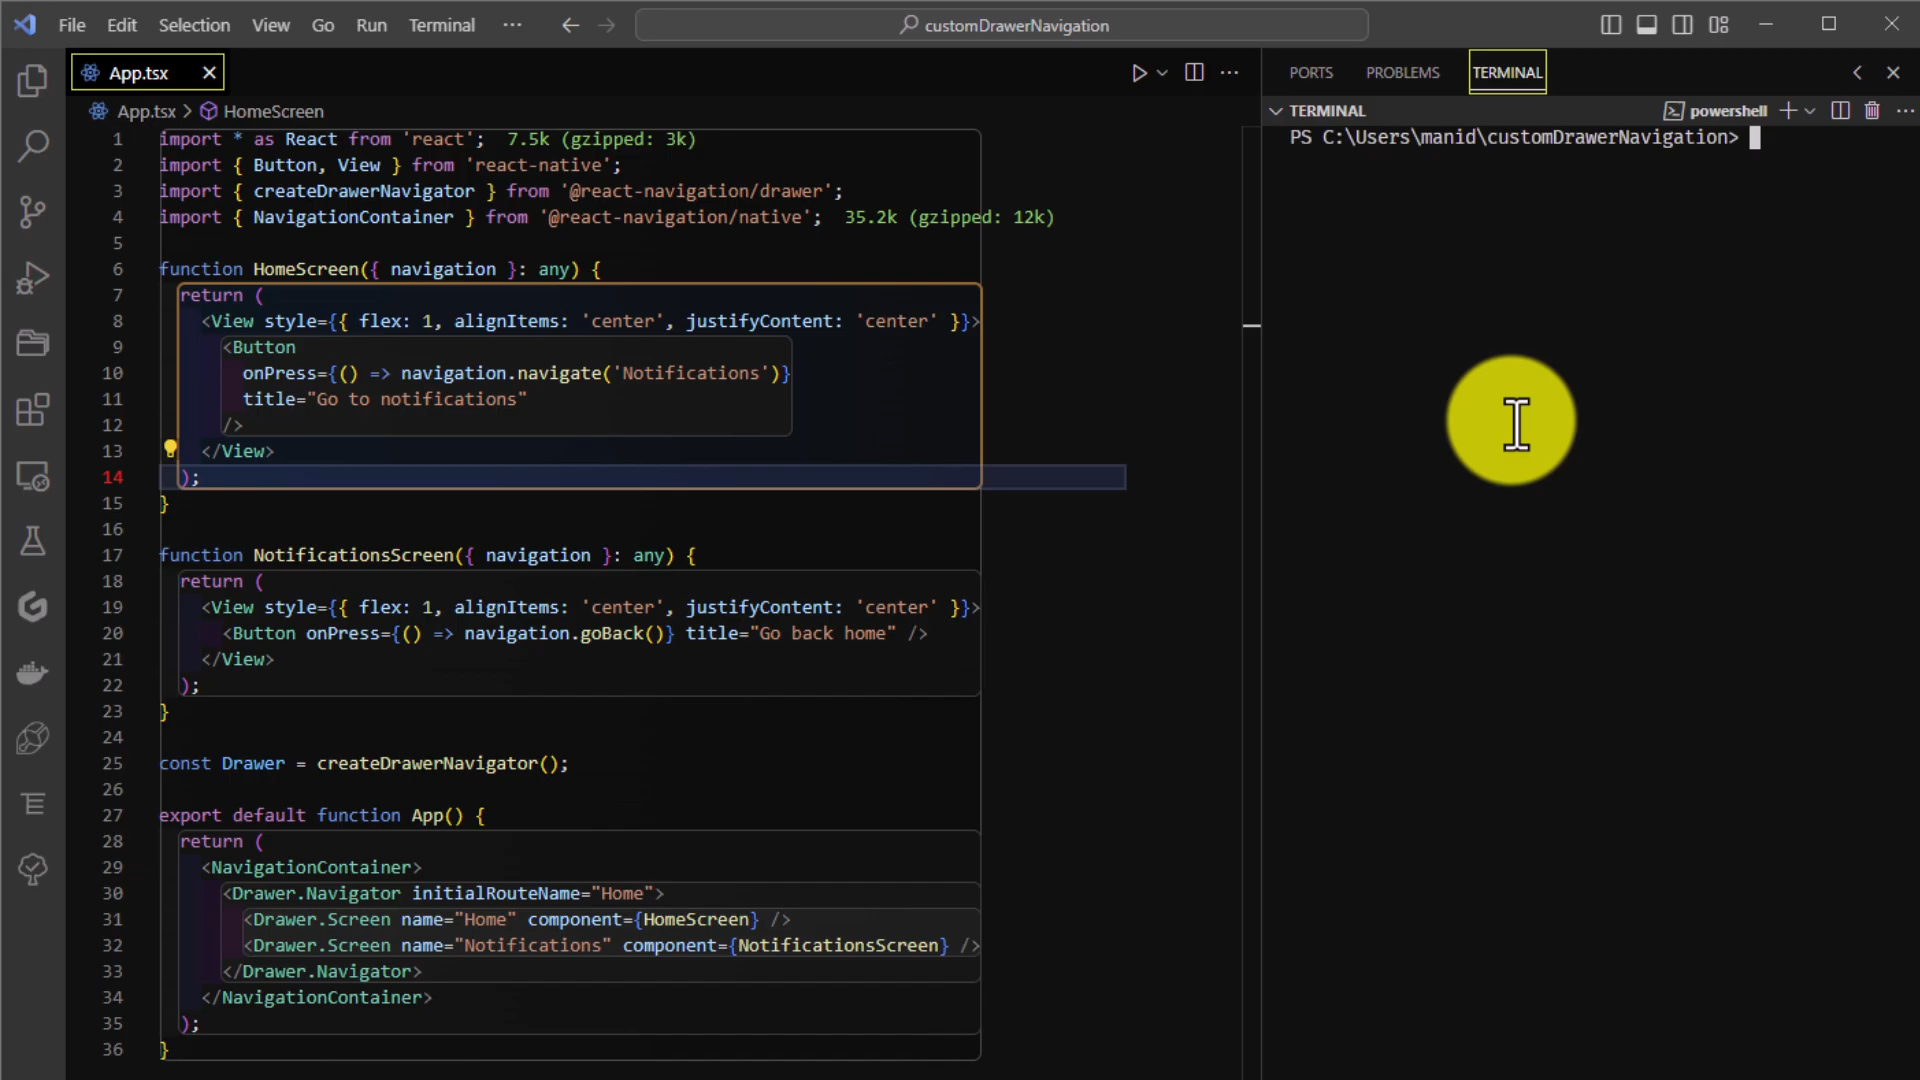 File Edit Selection View Go Run Terminal ··· customDrawerNavigation
App.tsx
PORTS PROBLEMS TERMINAL
App.tsx > HomeScreen
TERMINAL powershell
PS C:\Users\manid\customDrawerNavigation>
1 import * as React from 'react'; 7.5k (gzipped: 3k)
2 import { Button, View } from 'react-native';
3 import { createDrawerNavigator } from '@react-navigation/drawer';
4 import { NavigationContainer } from '@react-navigation/native'; 35.2k (gzipped: 12k)
5
6 function HomeScreen({ navigation }: any) {
7 return (
8 <View style={{ flex: 1, alignItems: 'center', justifyContent: 'center' }}>
9 <Button
10 onPress={() => navigation.navigate('Notifications')}
11 title="Go to notifications"
12 />
13 </View>
14 );
15 }
16
17 function NotificationsScreen({ navigation }: any) {
18 return (
19 <View style={{ flex: 1, alignItems: 'center', justifyContent: 'center' }}>
20 <Button onPress={() => navigation.goBack()} title="Go back home" />
21 </View>
22 );
23 }
24
25 const Drawer = createDrawerNavigator();
26
27 export default function App() {
28 return (
29 <NavigationContainer>
30 <Drawer.Navigator initialRouteName="Home">
31 <Drawer.Screen name="Home" component={HomeScreen} />
32 <Drawer.Screen name="Notifications" component={NotificationsScreen} />
33 </Drawer.Navigator>
34 </NavigationContainer>
35 );
36 }